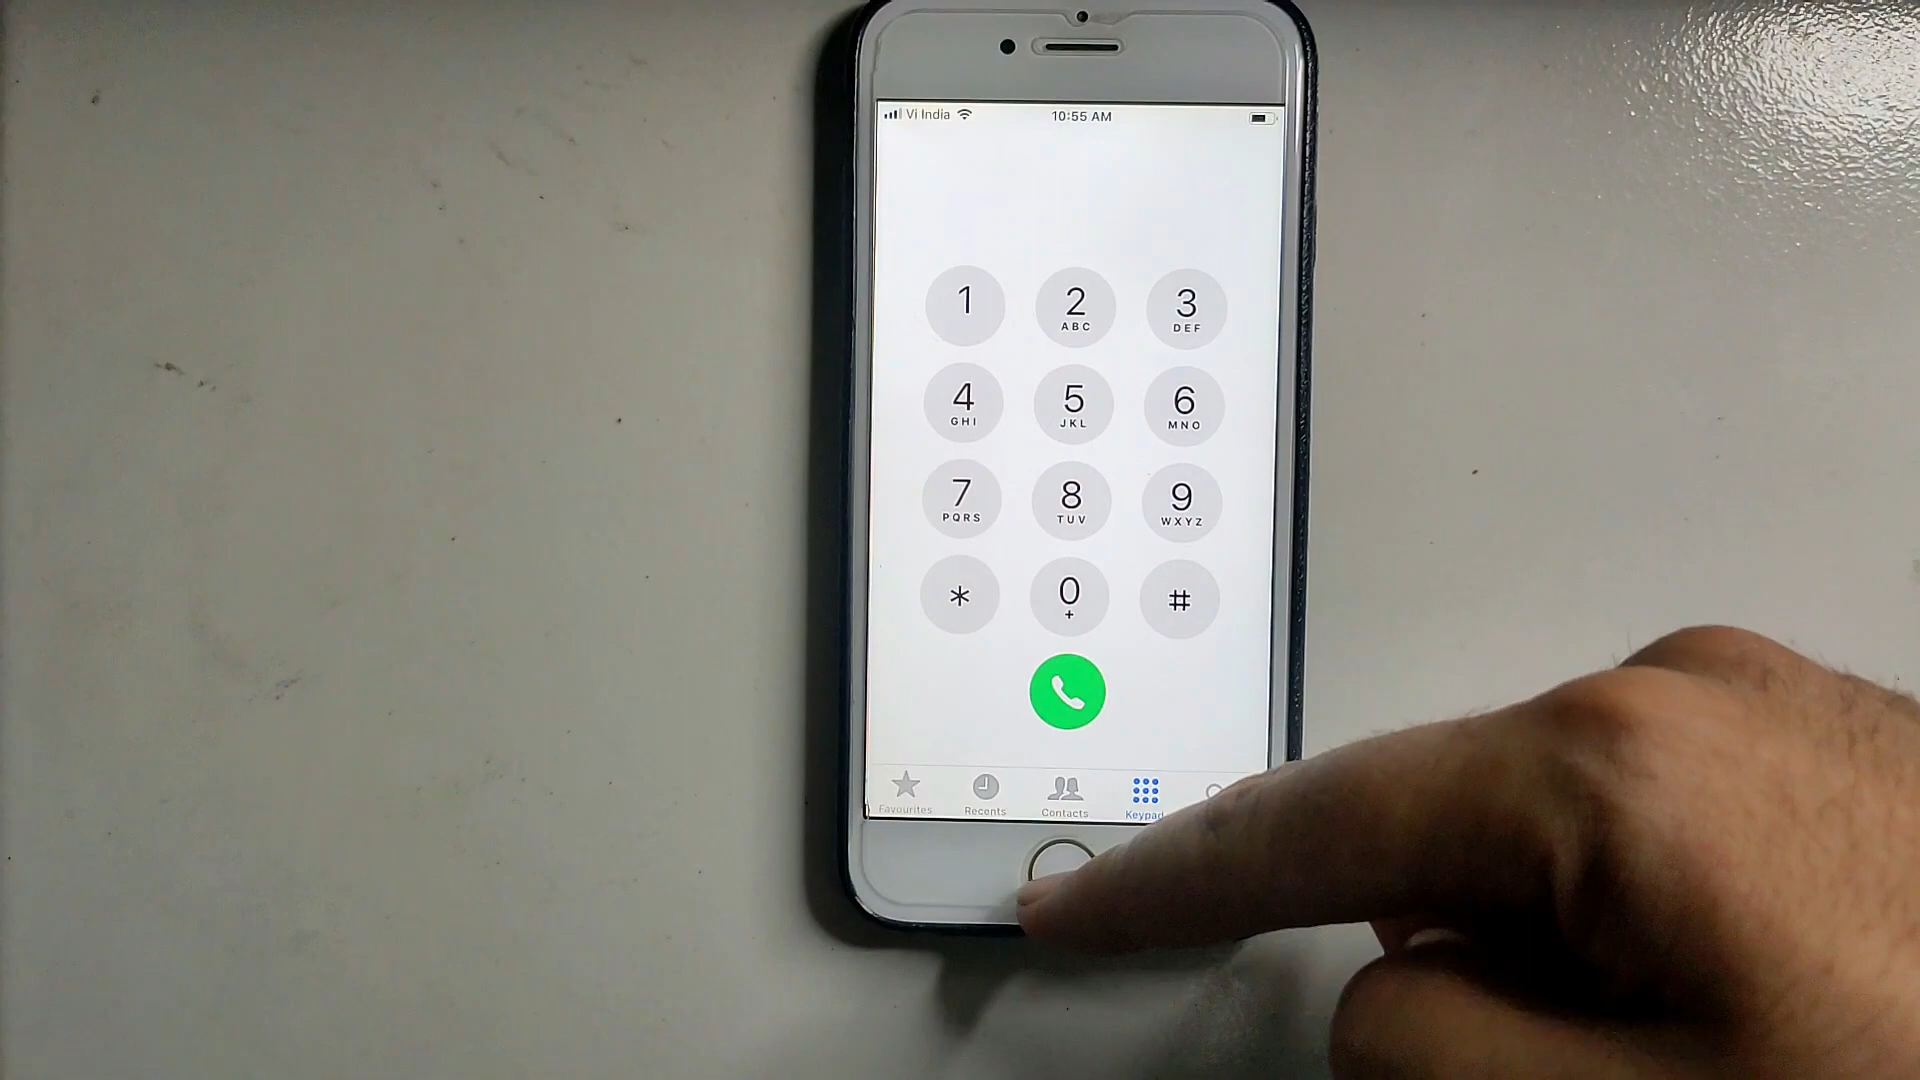 Vi India 10:55 AM
1 2 3
ABC DEF
4 5 6
GHI JKL MNO
7 8 9
PQRS TUV WXYZ
* 0 #
+
Favourites Recents Contacts Keypad